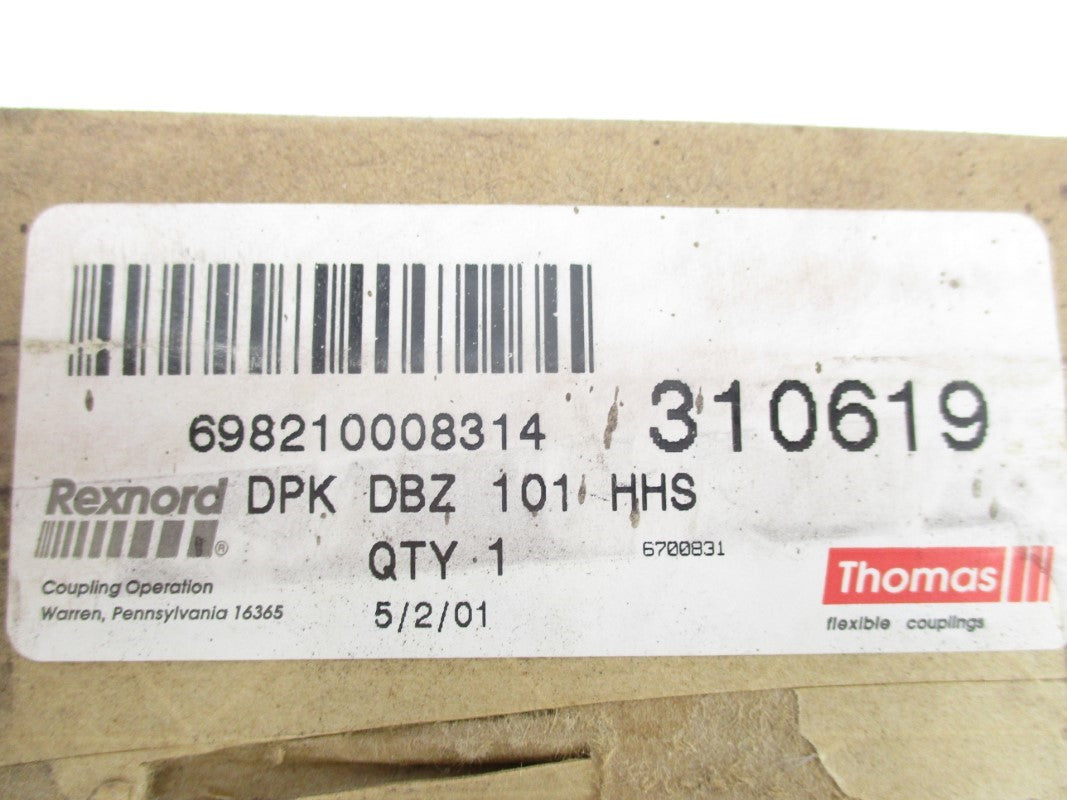 698210008314
310619
Rexnord DPK DBZ 101 HHS
®
QTY 1
6700831
Thomas
Coupling Operation
Warren, Pennsylvania 16365
5/2/01
flexible couplings